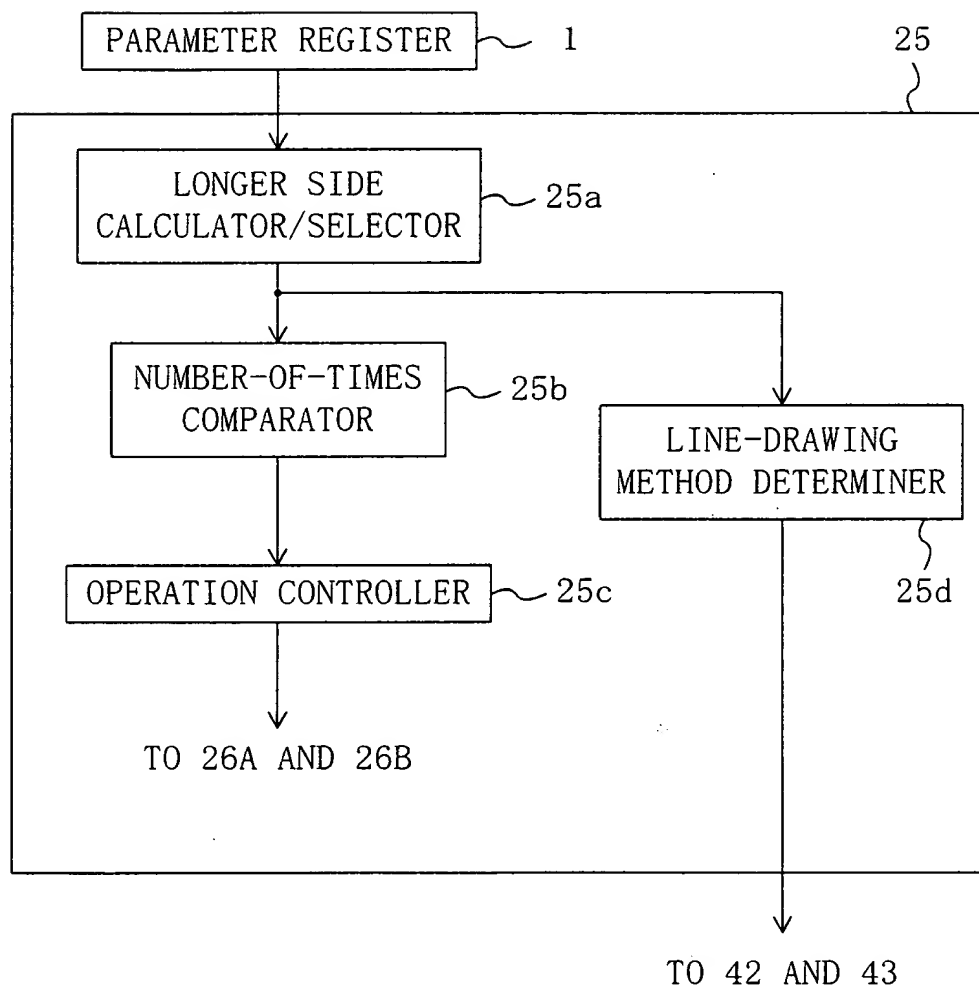 PARAMETER REGISTER
1
25
LONGER SIDE
CALCULATOR/SELECTOR
25a
NUMBER-OF-TIMES
COMPARATOR
25b
LINE-DRAWING
METHOD DETERMINER
25d
OPERATION CONTROLLER
25c
TO 26A AND 26B
TO 42 AND 43